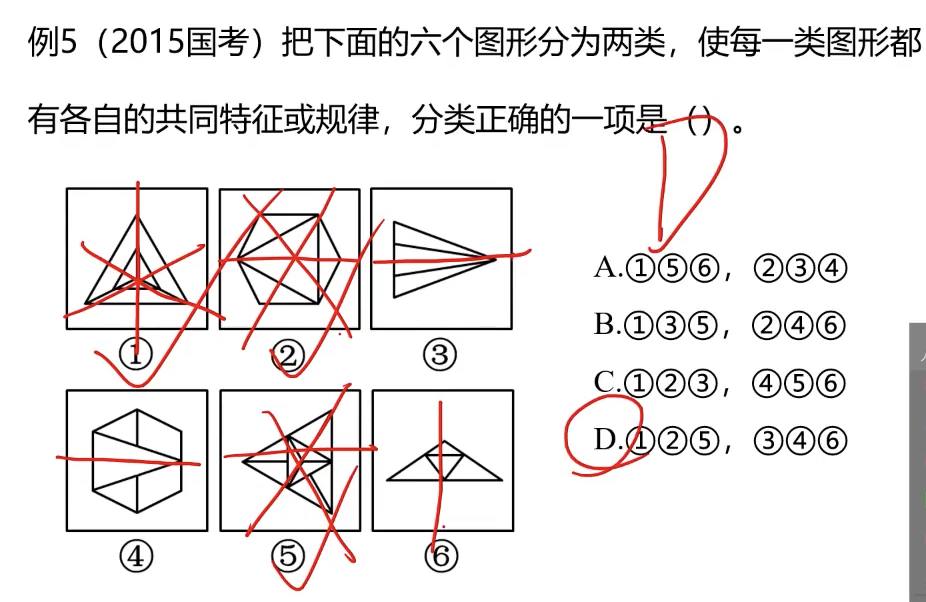 例5（2015国考）把下面的六个图形分为两类，使每一类图形都
有各自的共同特征或规律，分类正确的一项是（）。
① ② ③
④ ⑤ ⑥
A.①⑤⑥，②③④
B.①③⑤，②④⑥
C.①②③，④⑤⑥
D.①②⑤，③④⑥